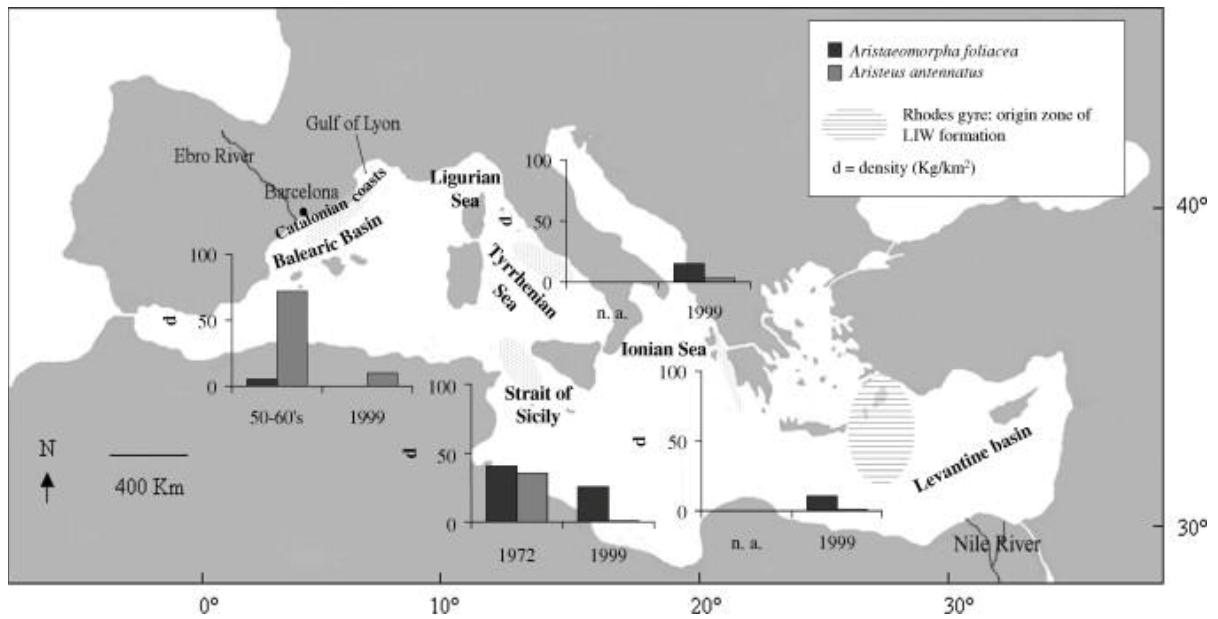 Aristaeomorpha foliacea
Aristeus antennatus
Rhodes gyre: origin zone of
LIW formation
d = density (Kg/km²)
Gulf of Lyon
Ebro River
Barcelona
Catalonian coasts
Balearic Basin
Ligurian
Sea
Tyrrhenian
Sea
Ionian Sea
Strait of
Sicily
Levantine basin
Nile River
100
50
0
d
50-60's
1999
100
50
0
d
n. a.
1999
100
50
0
d
1972
1999
100
50
0
d
n. a.
1999
N
400 Km
40°
30°
0°
10°
20°
30°